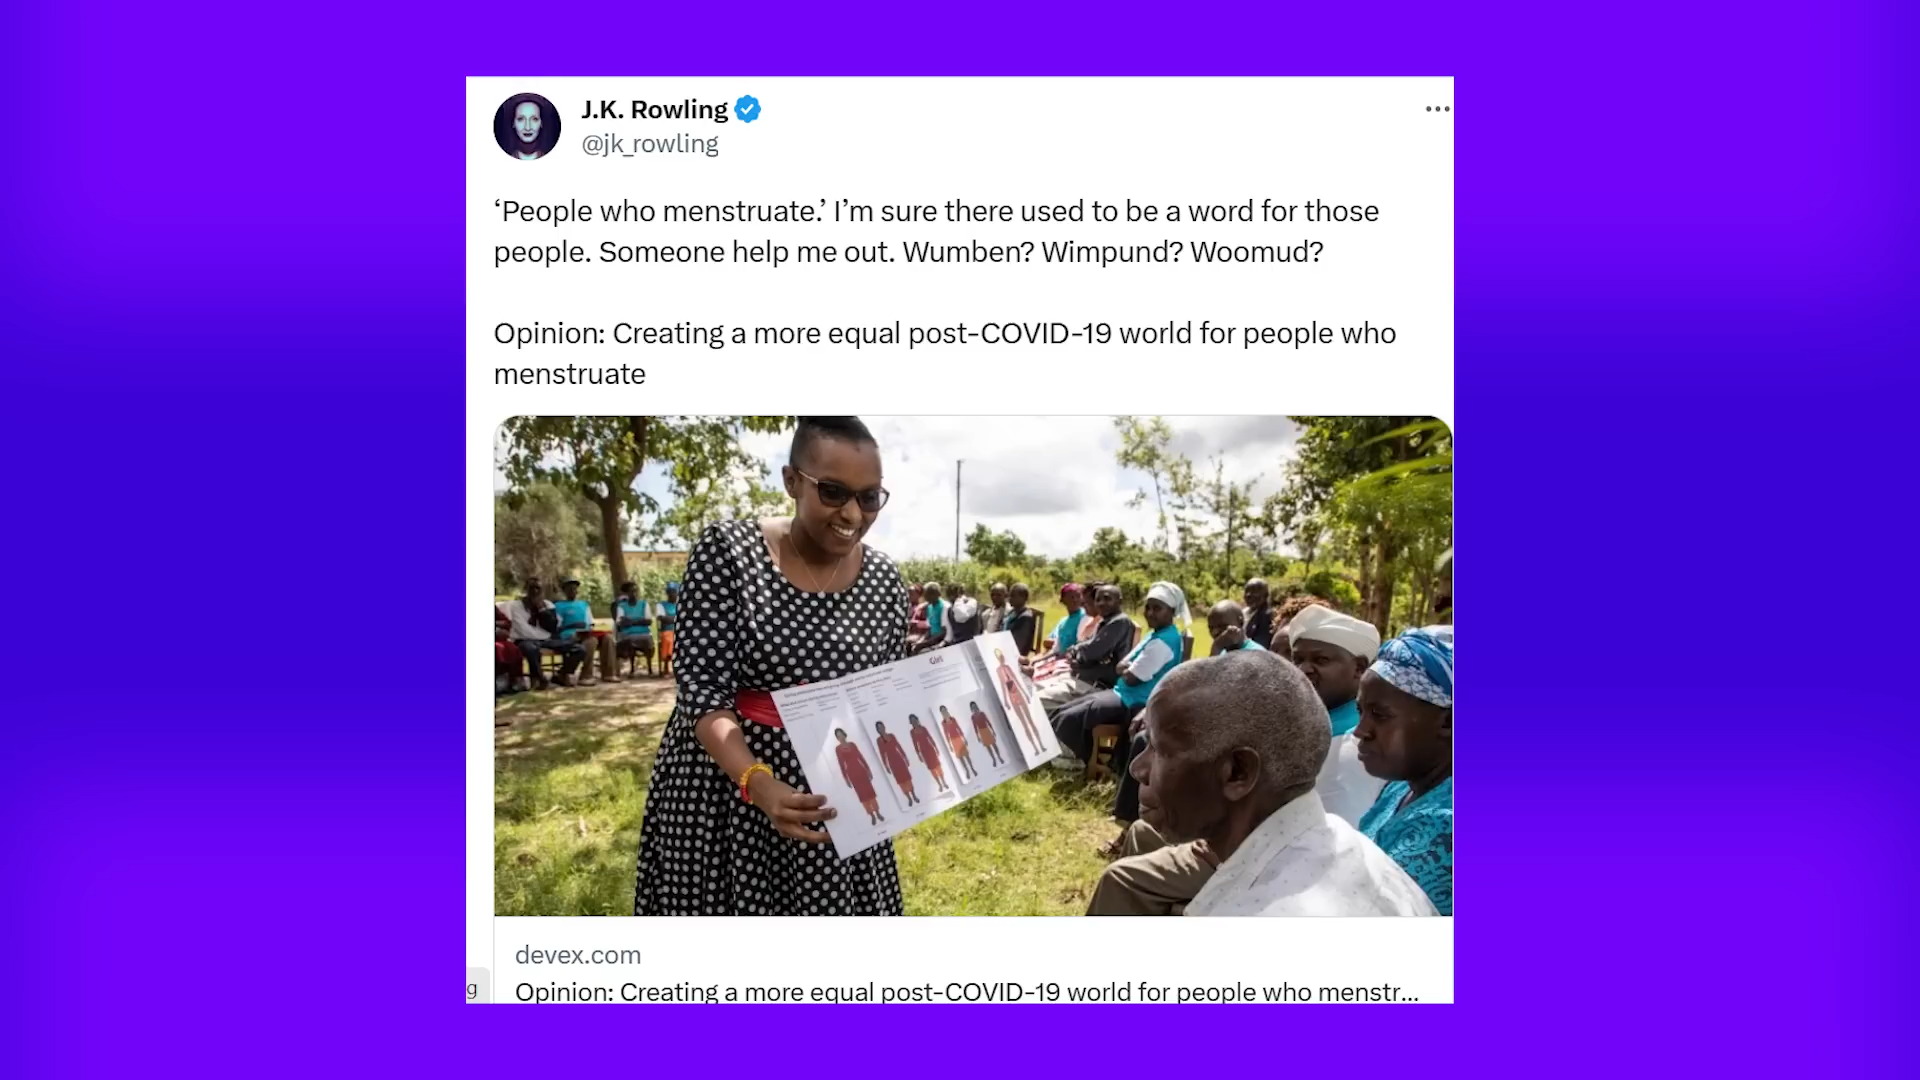 J.K. Rowling
@jk_rowling
‘People who menstruate.’ I’m sure there used to be a word for those
people. Someone help me out. Wumben? Wimpund? Woomud?
Opinion: Creating a more equal post-COVID-19 world for people who
menstruate
Girl
devex.com
g
Opinion: Creating a more equal post-COVID-19 world for people who menstr...